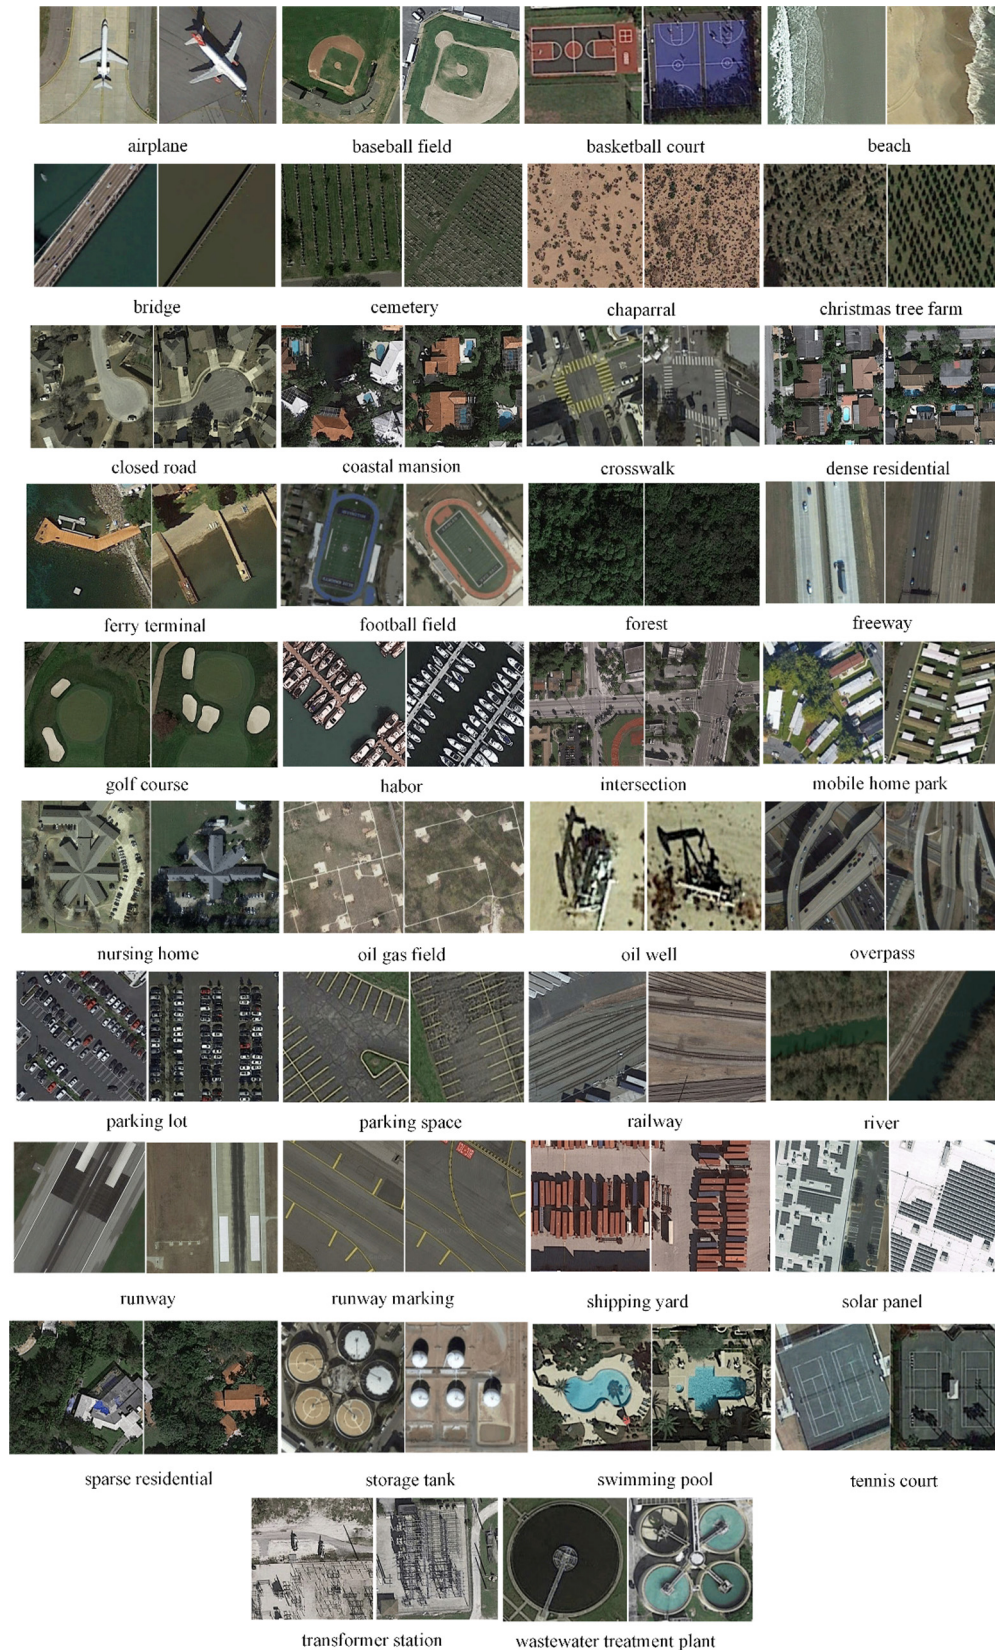 airplane
baseball field
basketball court
beach
bridge
cemetery
chaparral
christmas tree farm
closed road
coastal mansion
crosswalk
dense residential
ferry terminal
football field
forest
freeway
golf course
habor
intersection
mobile home park
nursing home
oil gas field
oil well
overpass
parking lot
parking space
railway
river
runway
runway marking
shipping yard
solar panel
sparse residential
storage tank
swimming pool
tennis court
transformer station
wastewater treatment plant